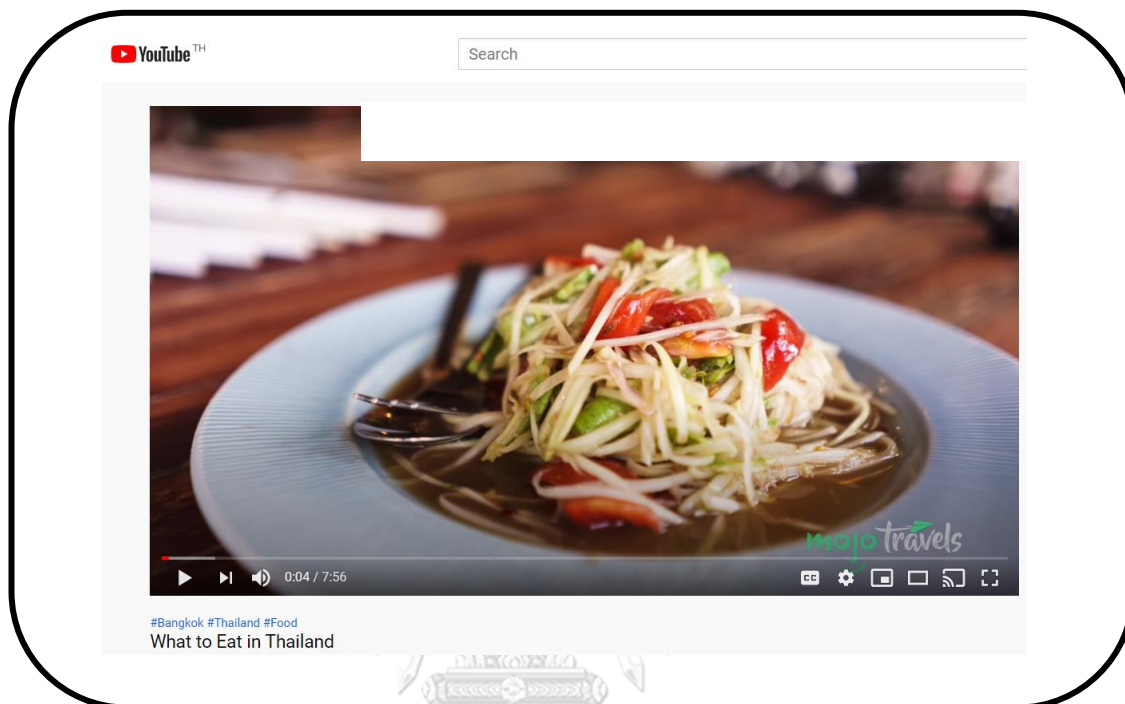 YouTube TH
Search
mojo travels
0:04 / 7:56
CC
#Bangkok #Thailand #Food
What to Eat in Thailand